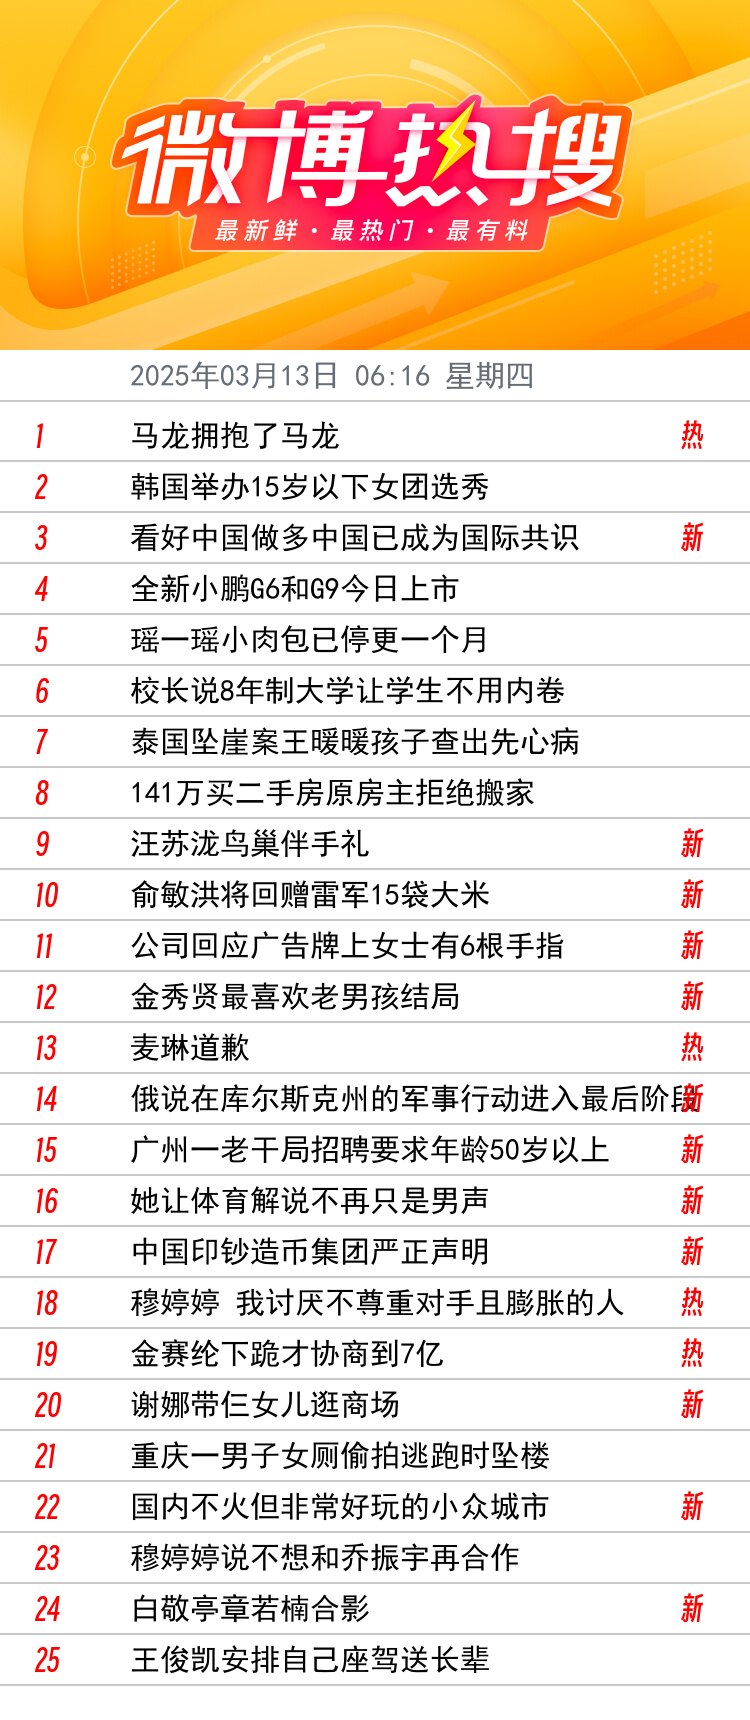 微博热搜
最新鲜·最热门·最有料
2025年03月13日 06:16 星期四
1 马龙拥抱了马龙 热
2 韩国举办15岁以下女团选秀
3 看好中国做多中国已成为国际共识 新
4 全新小鹏G6和G9今日上市
5 瑶一瑶小肉包已停更一个月
6 校长说8年制大学让学生不用内卷
7 泰国坠崖案王暖暖孩子查出先心病
8 141万买二手房原房主拒绝搬家
9 汪苏泷鸟巢伴手礼 新
10 俞敏洪将回赠雷军15袋大米 新
11 公司回应广告牌上女士有6根手指 新
12 金秀贤最喜欢老男孩结局 新
13 麦琳道歉 热
14 俄说在库尔斯克州的军事行动进入最后阶段 新
15 广州一老干局招聘要求年龄50岁以上 新
16 她让体育解说不再只是男声 新
17 中国印钞造币集团严正声明 新
18 穆婷婷 我讨厌不尊重对手且膨胀的人 热
19 金赛纶下跪才协商到7亿 热
20 谢娜带仨女儿逛商场 新
21 重庆一男子女厕偷拍逃跑时坠楼
22 国内不火但非常好玩的小众城市 新
23 穆婷婷说不想和乔振宇再合作
24 白敬亭章若楠合影 新
25 王俊凯安排自己座驾送长辈